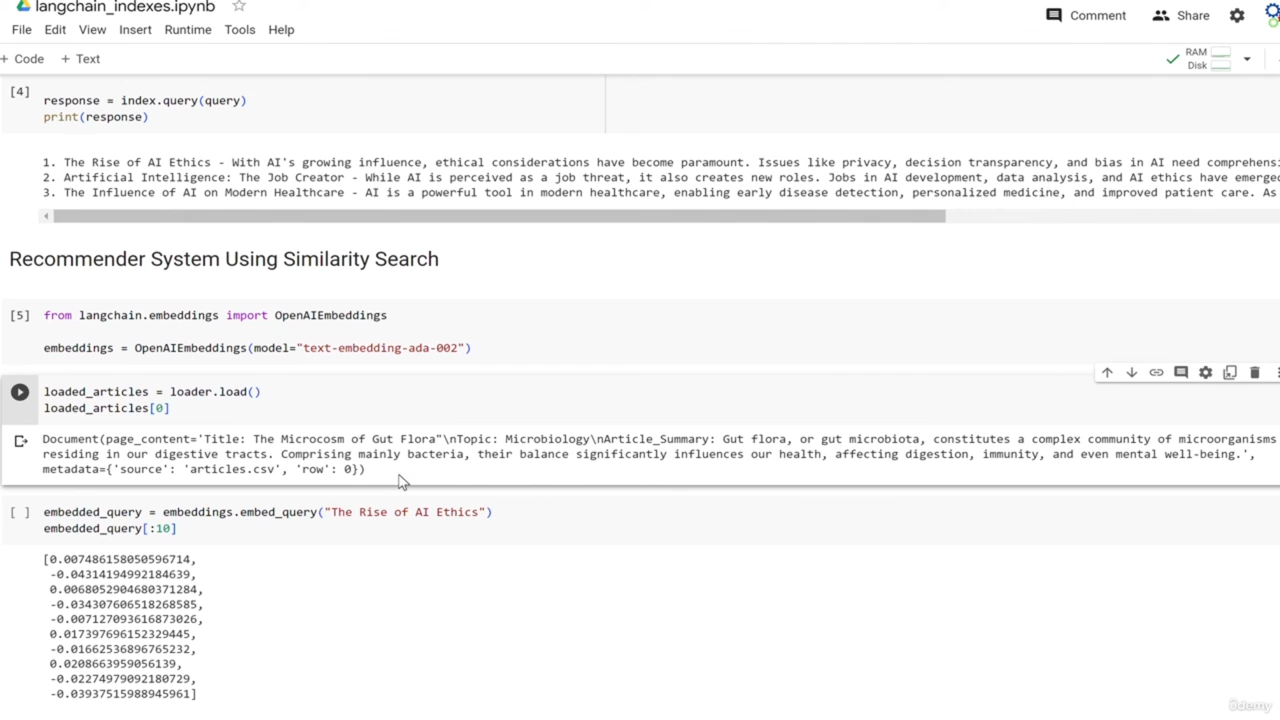 langchain_indexes.ipynb
Comment
Share
File Edit View Insert Runtime Tools Help
+ Code + Text
RAM
Disk
[4]
response = index.query(query)
print(response)
1. The Rise of AI Ethics - With AI's growing influence, ethical considerations have become paramount. Issues like privacy, decision transparency, and bias in AI need comprehensi
2. Artificial Intelligence: The Job Creator - While AI is perceived as a job threat, it also creates new roles. Jobs in AI development, data analysis, and AI ethics have emerged
3. The Influence of AI on Modern Healthcare - AI is a powerful tool in modern healthcare, enabling early disease detection, personalized medicine, and improved patient care. As
Recommender System Using Similarity Search
[5] from langchain.embeddings import OpenAIEmbeddings
embeddings = OpenAIEmbeddings(model="text-embedding-ada-002")
loaded_articles = loader.load()
loaded_articles[0]
Document(page_content='Title: The Microcosm of Gut Flora"\nTopic: Microbiology\nArticle_Summary: Gut flora, or gut microbiota, constitutes a complex community of microorganisms
residing in our digestive tracts. Comprising mainly bacteria, their balance significantly influences our health, affecting digestion, immunity, and even mental well-being.',
metadata={'source': 'articles.csv', 'row': 0})
[ ] embedded_query = embeddings.embed_query("The Rise of AI Ethics")
embedded_query[:10]
[0.007486158050596714,
-0.04314194992184639,
0.0068052904680371284,
-0.034307606518268585,
-0.007127093616873026,
0.017397696152329445,
-0.01662536896765232,
0.0208663959056139,
-0.02274979092180729,
-0.03937515988945961]
ûdemy